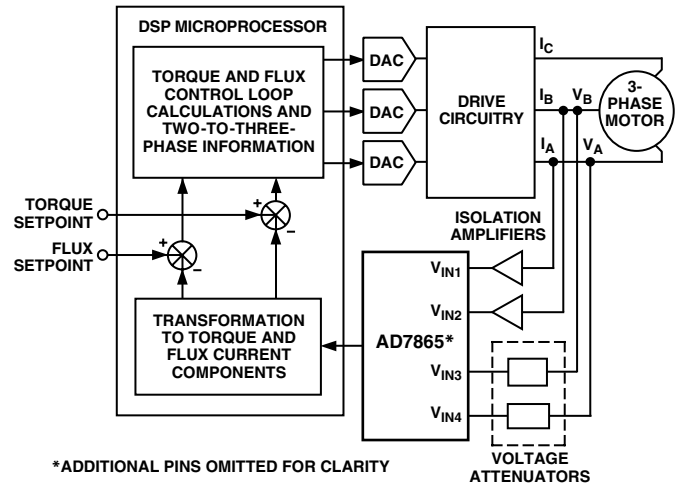 DSP MICROPROCESSOR
TORQUE AND FLUX
CONTROL LOOP
CALCULATIONS AND
TWO-TO-THREE-
PHASE INFORMATION
DAC
DAC
DAC
DRIVE
CIRCUITRY
IC
IB
VB
IA
VA
3-
PHASE
MOTOR
TORQUE
SETPOINT
+
–
FLUX
SETPOINT
+
–
ISOLATION
AMPLIFIERS
TRANSFORMATION
TO TORQUE AND
FLUX CURRENT
COMPONENTS
AD7865*
VIN1
VIN2
VIN3
VIN4
VOLTAGE
ATTENUATORS
*ADDITIONAL PINS OMITTED FOR CLARITY